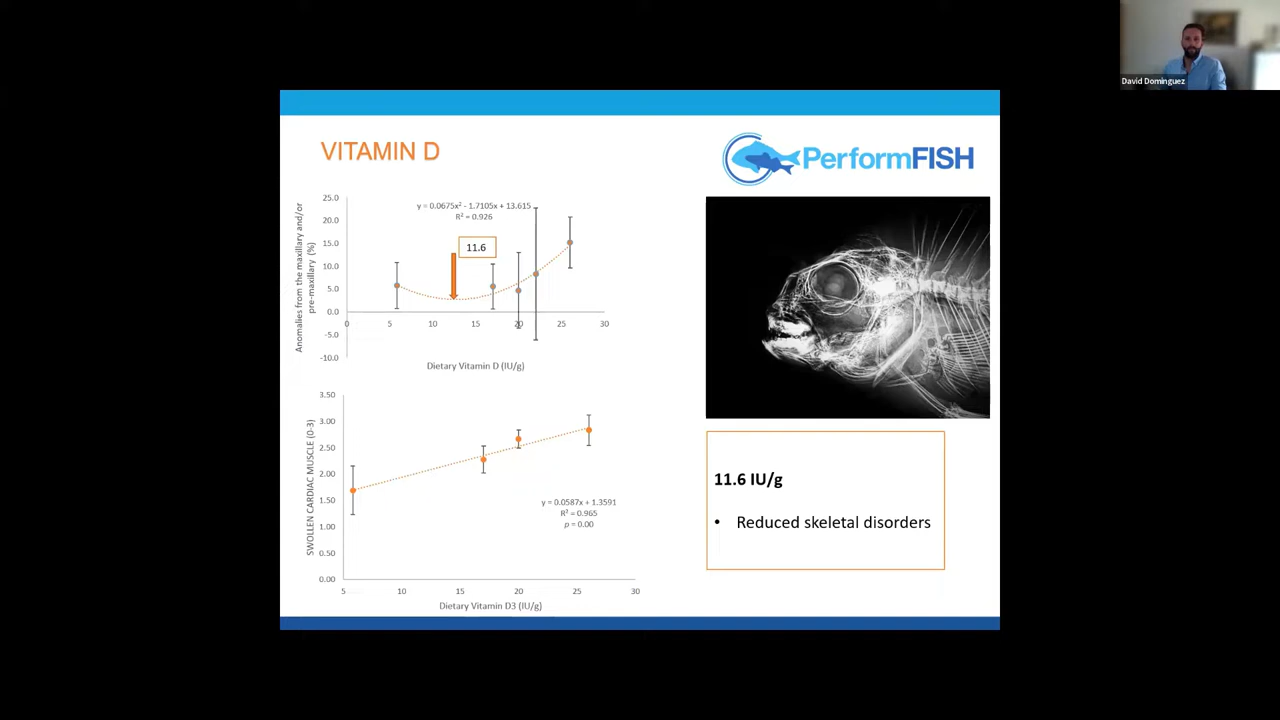 David Domínguez
VITAMIN D
PerformFISH
Anomalies from the maxillary and/or
pre-maxillary (%)
25.0
20.0
15.0
10.0
5.0
0.0
-5.0
-10.0
y = 0.0675x² - 1.7105x + 13.615
R² = 0.926
11.6
0
5
10
15
20
25
30
Dietary Vitamin D (IU/g)
SWOLLEN CARDIAC MUSCLE (0-3)
3.50
3.00
2.50
2.00
1.50
1.00
0.50
0.00
y = 0.0587x + 1.3591
R² = 0.965
p = 0.00
5
10
15
20
25
30
Dietary Vitamin D3 (IU/g)
11.6 IU/g
• Reduced skeletal disorders